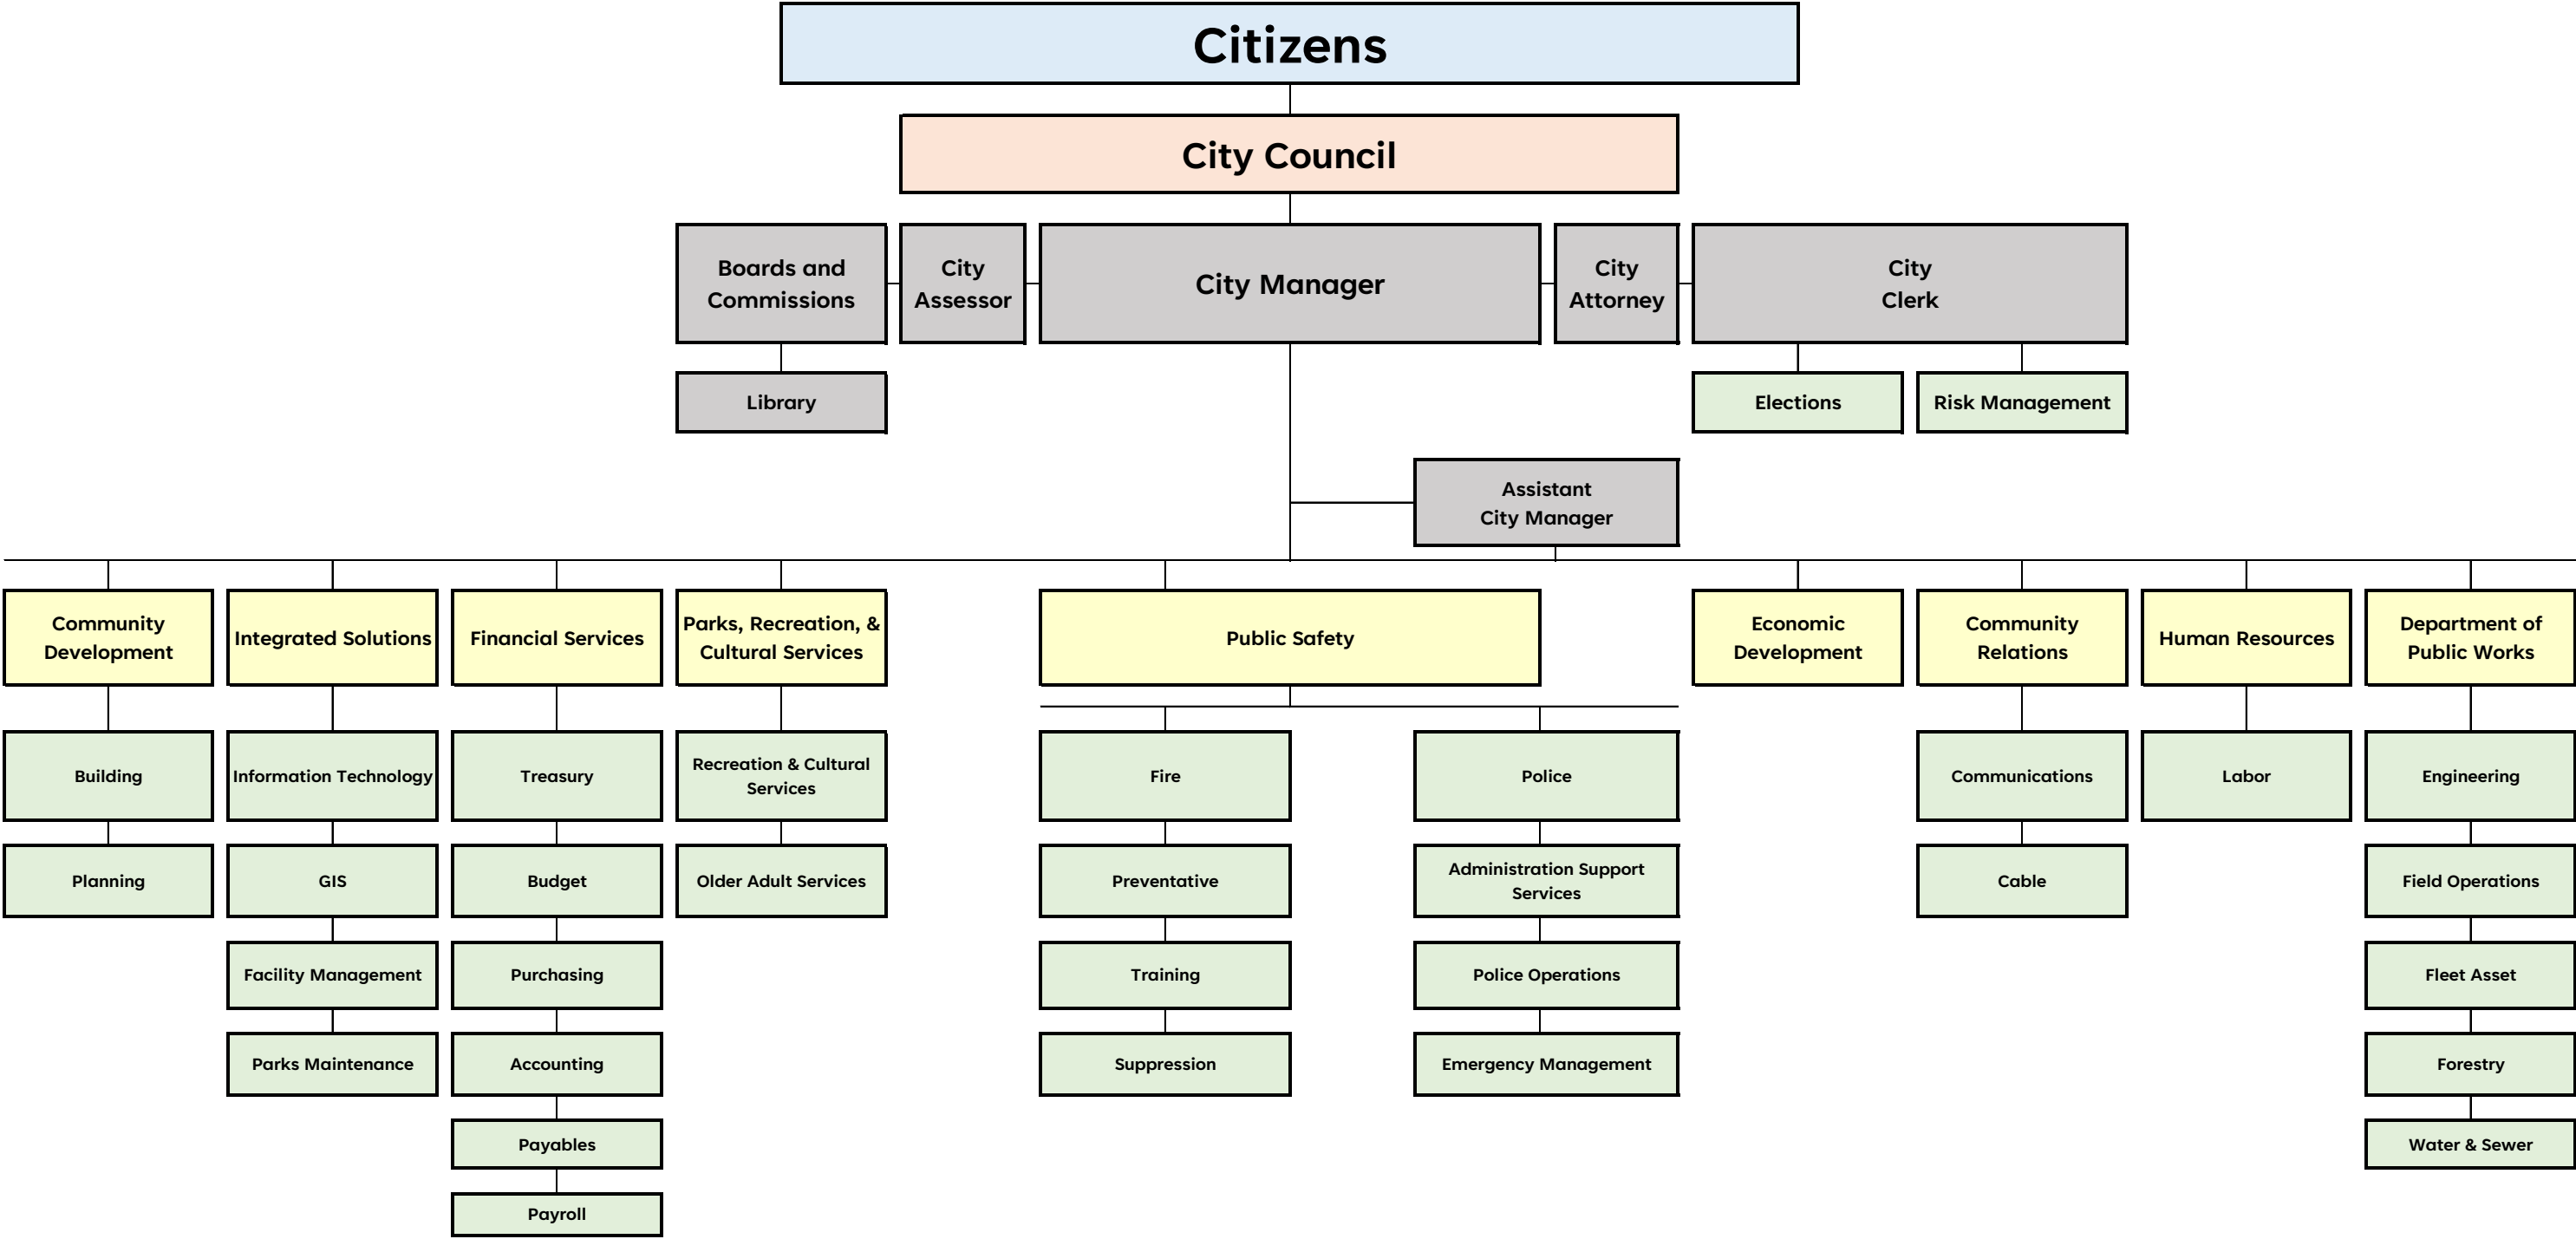 Citizens
City Council
Boards and
Commissions
City
Assessor
City Manager
City
Attorney
City
Clerk
Library
Elections
Risk Management
Assistant
City Manager
Community
Development
Integrated Solutions
Financial Services
Parks, Recreation, &
Cultural Services
Public Safety
Economic
Development
Community
Relations
Human Resources
Department of
Public Works
Building
Information Technology
Treasury
Recreation & Cultural
Services
Fire
Police
Communications
Labor
Engineering
Planning
GIS
Budget
Older Adult Services
Preventative
Administration Support
Services
Cable
Field Operations
Facility Management
Purchasing
Training
Police Operations
Fleet Asset
Parks Maintenance
Accounting
Suppression
Emergency Management
Forestry
Payables
Water & Sewer
Payroll